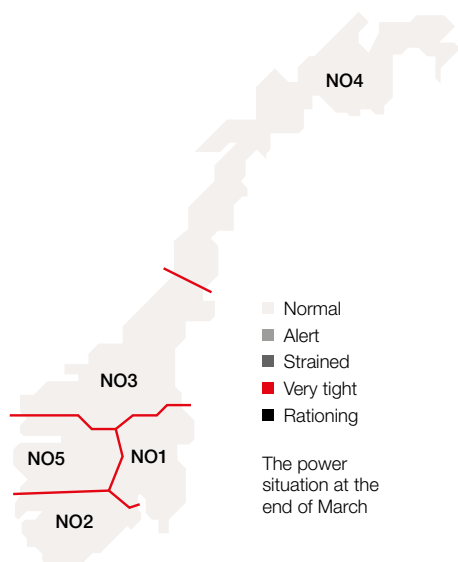 NO4
Normal
Alert
Strained
NO3
Very tight
Rationing
NO5
NO1
The power
situation at the
end of March
NO2